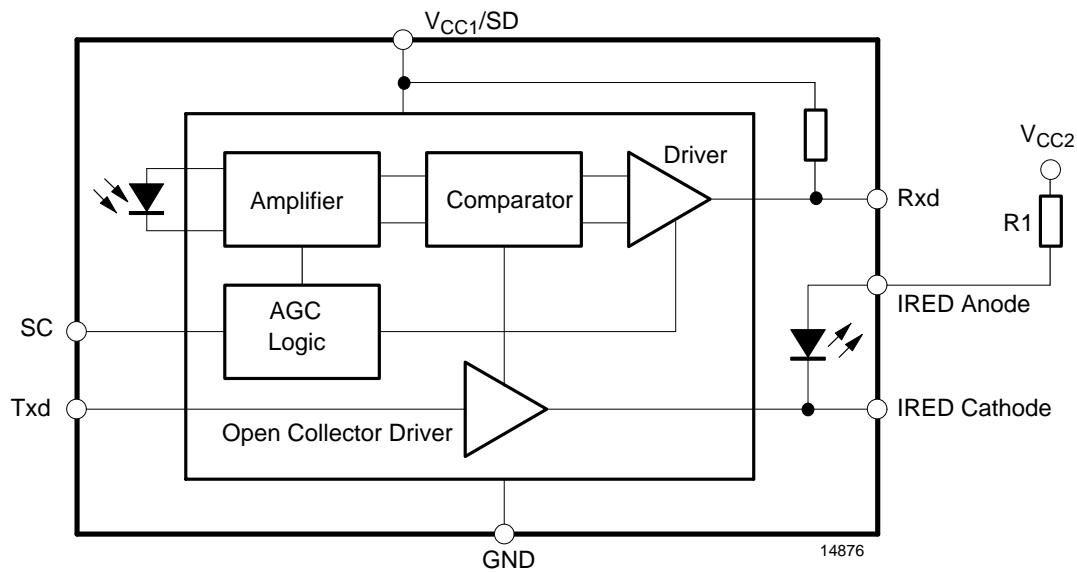 VCC1/SD
Driver
VCC2
Amplifier
Comparator
Rxd
R1
AGC
Logic
SC
IRED Anode
Txd
Open Collector Driver
IRED Cathode
GND
14876